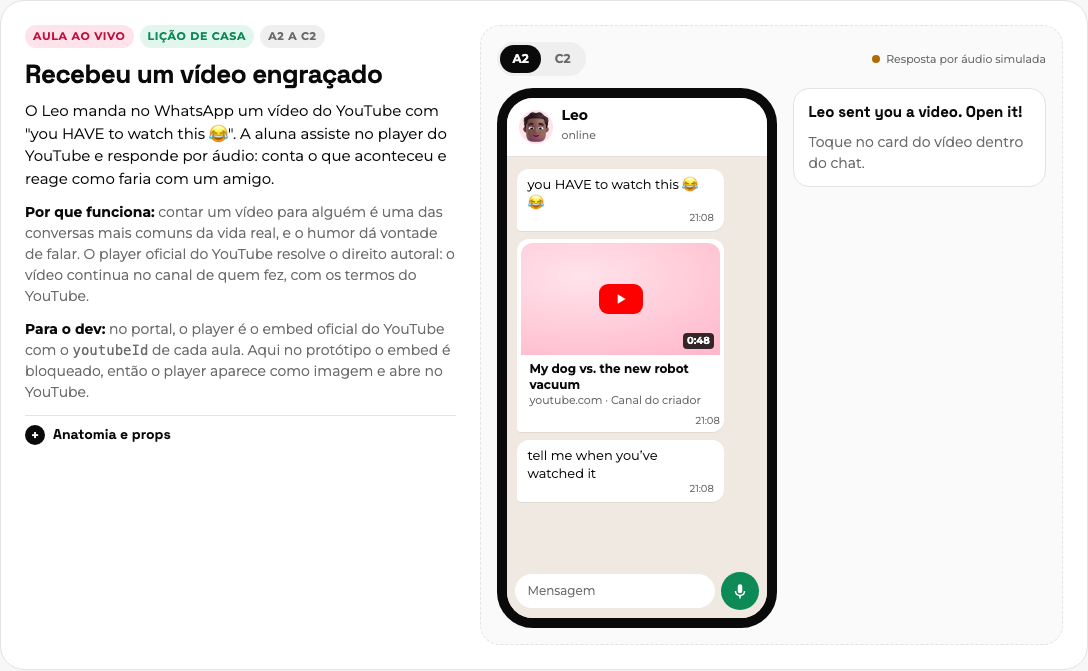 AULA AO VIVO LIÇÃO DE CASA A2 A C2
Recebeu um vídeo engraçado
O Leo manda no WhatsApp um vídeo do YouTube com
"you HAVE to watch this 😂". A aluna assiste no player do
YouTube e responde por áudio: conta o que aconteceu e
reage como faria com um amigo.
Por que funciona: contar um vídeo para alguém é uma das
conversas mais comuns da vida real, e o humor dá vontade
de falar. O player oficial do YouTube resolve o direito autoral: o
vídeo continua no canal de quem fez, com os termos do
YouTube.
Para o dev: no portal, o player é o embed oficial do YouTube
com o youtubeId de cada aula. Aqui no protótipo o embed é
bloqueado, então o player aparece como imagem e abre no
YouTube.
+ Anatomia e props
A2 C2
Resposta por áudio simulada
Leo
online
you HAVE to watch this 😂
😂
21:08
0:48
My dog vs. the new robot
vacuum
youtube.com · Canal do criador
21:08
tell me when you’ve
watched it
21:08
Mensagem
Leo sent you a video. Open it!
Toque no card do vídeo dentro
do chat.